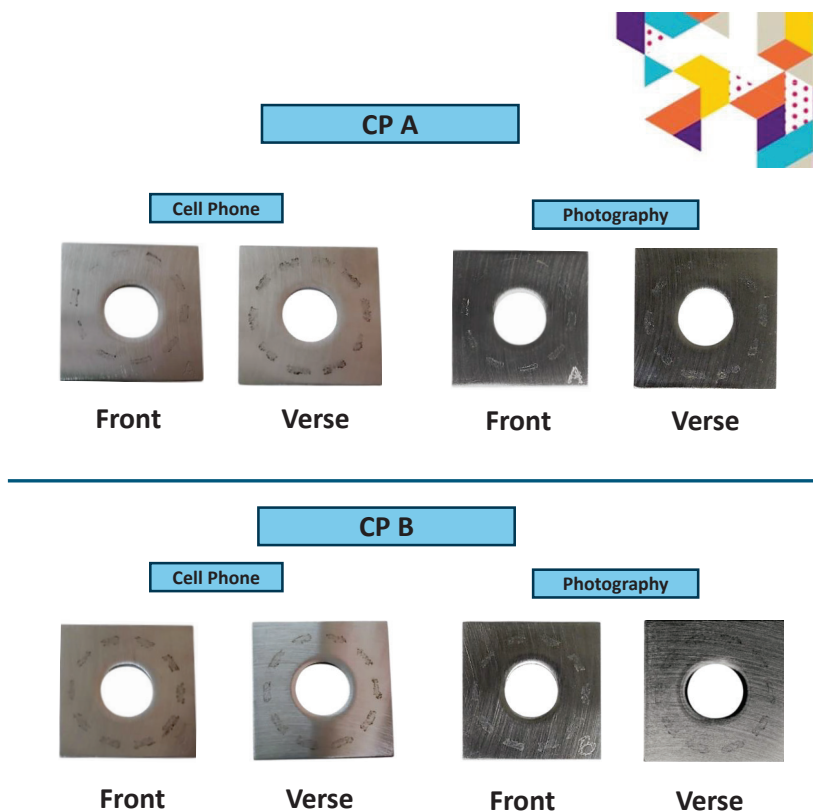 CP A
Cell Phone
Photography
A
Front
Verse
Front
Verse
CP B
Cell Phone
Photography
Front
Verse
Front
Verse